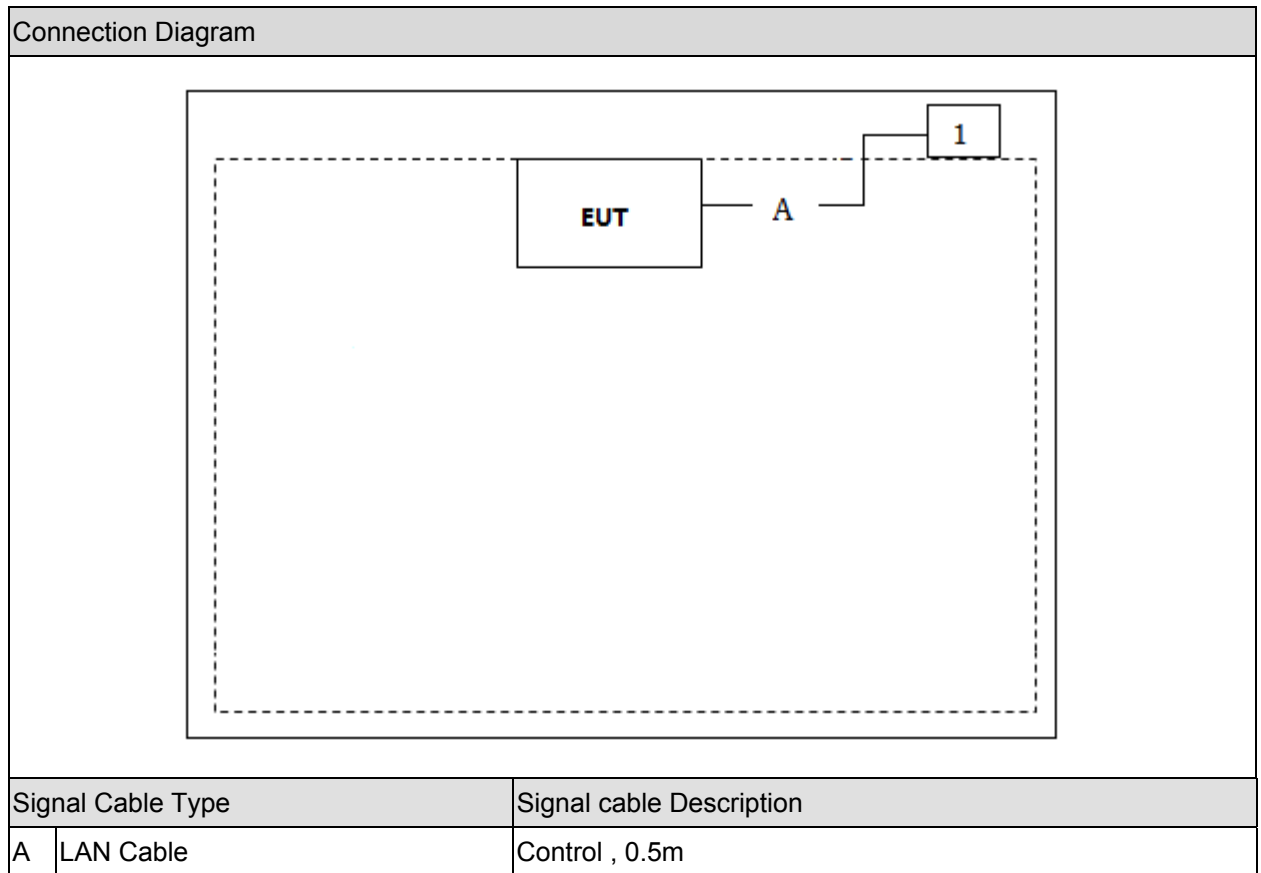 Connection Diagram
1
EUT
A
Signal Cable Type Signal cable Description
A LAN Cable Control , 0.5m